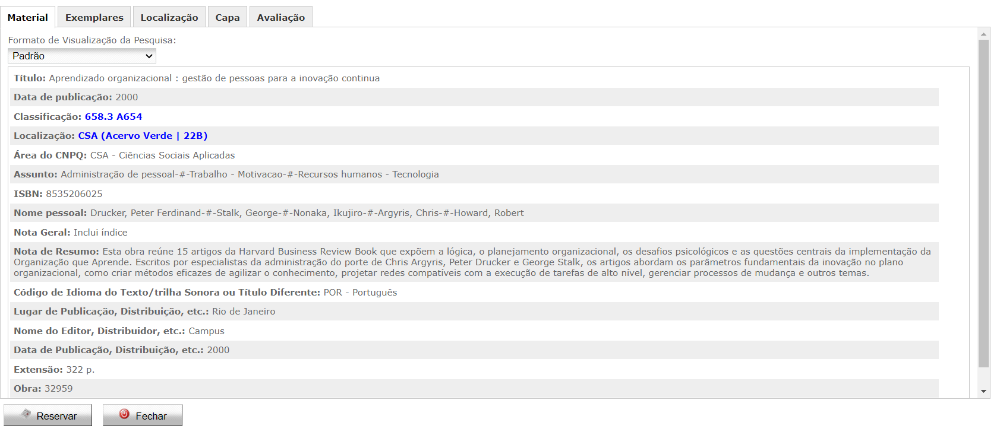 Material Exemplares Localização Capa Avaliação
Formato de Visualização da Pesquisa:
Padrão
Título: Aprendizado organizacional : gestão de pessoas para a inovação continua
Data de publicação: 2000
Classificação: 658.3 A654
Localização: CSA (Acervo Verde | 22B)
Área do CNPQ: CSA - Ciências Sociais Aplicadas
Assunto: Administração de pessoal-#-Trabalho - Motivacao-#-Recursos humanos - Tecnologia
ISBN: 8535206025
Nome pessoal: Drucker, Peter Ferdinand-#-Stalk, George-#-Nonaka, Ikujiro-#-Argyris, Chris-#-Howard, Robert
Nota Geral: Inclui índice
Nota de Resumo: Esta obra reúne 15 artigos da Harvard Business Review Book que expõem a lógica, o planejamento organizacional, os desafios psicológicos e as questões centrais da implementação da
Organização que Aprende. Escritos por especialistas da administração do porte de Chris Argyris, Peter Drucker e George Stalk, os artigos abordam os parâmetros fundamentais da inovação no plano
organizacional, como criar métodos eficazes de agilizar o conhecimento, projetar redes compatíveis com a execução de tarefas de alto nível, gerenciar processos de mudança e outros temas.
Código de Idioma do Texto/trilha Sonora ou Título Diferente: POR - Português
Lugar de Publicação, Distribuição, etc.: Rio de Janeiro
Nome do Editor, Distribuidor, etc.: Campus
Data de Publicação, Distribuição, etc.: 2000
Extensão: 322 p.
Obra: 32959
Reservar Fechar